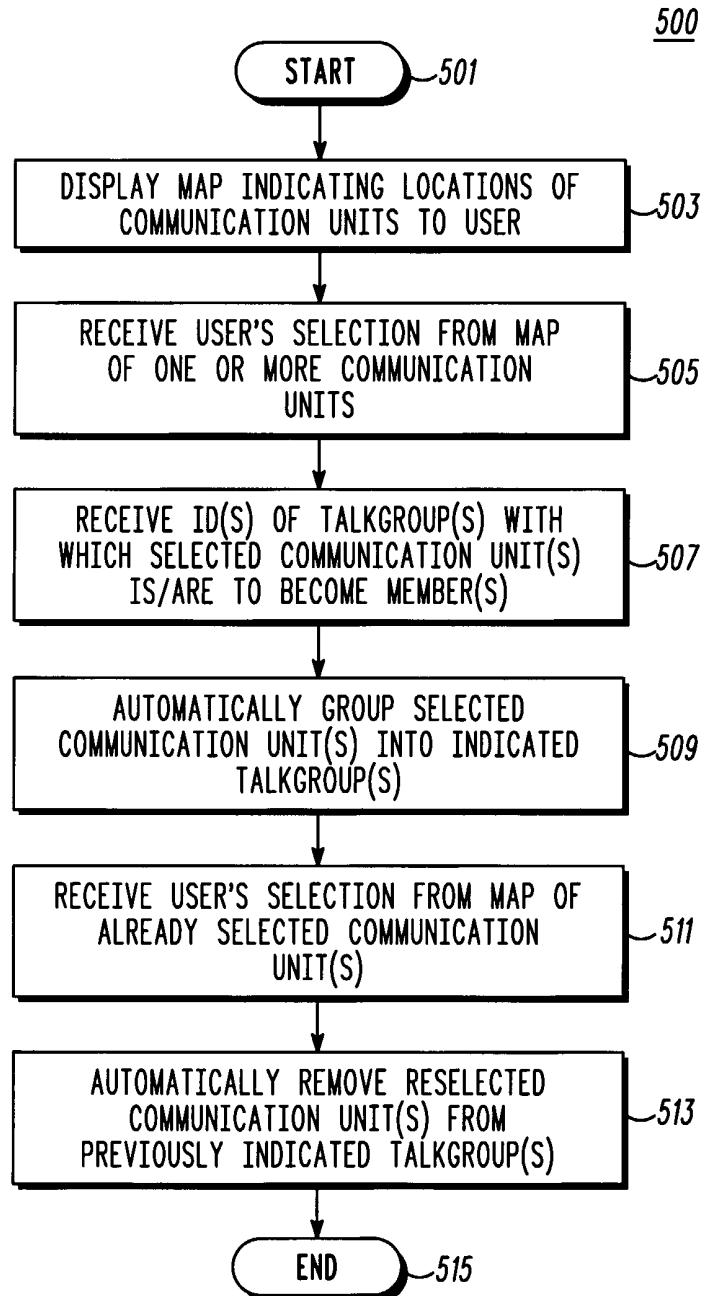 500
START
501
DISPLAY MAP INDICATING LOCATIONS OF
COMMUNICATION UNITS TO USER
503
RECEIVE USER'S SELECTION FROM MAP
OF ONE OR MORE COMMUNICATION
UNITS
505
RECEIVE ID(S) OF TALKGROUP(S) WITH
WHICH SELECTED COMMUNICATION UNIT(S)
IS/ARE TO BECOME MEMBER(S)
507
AUTOMATICALLY GROUP SELECTED
COMMUNICATION UNIT(S) INTO INDICATED
TALKGROUP(S)
509
RECEIVE USER'S SELECTION FROM MAP OF
ALREADY SELECTED COMMUNICATION
UNIT(S)
511
AUTOMATICALLY REMOVE RESELECTED
COMMUNICATION UNIT(S) FROM
PREVIOUSLY INDICATED TALKGROUP(S)
513
END
515